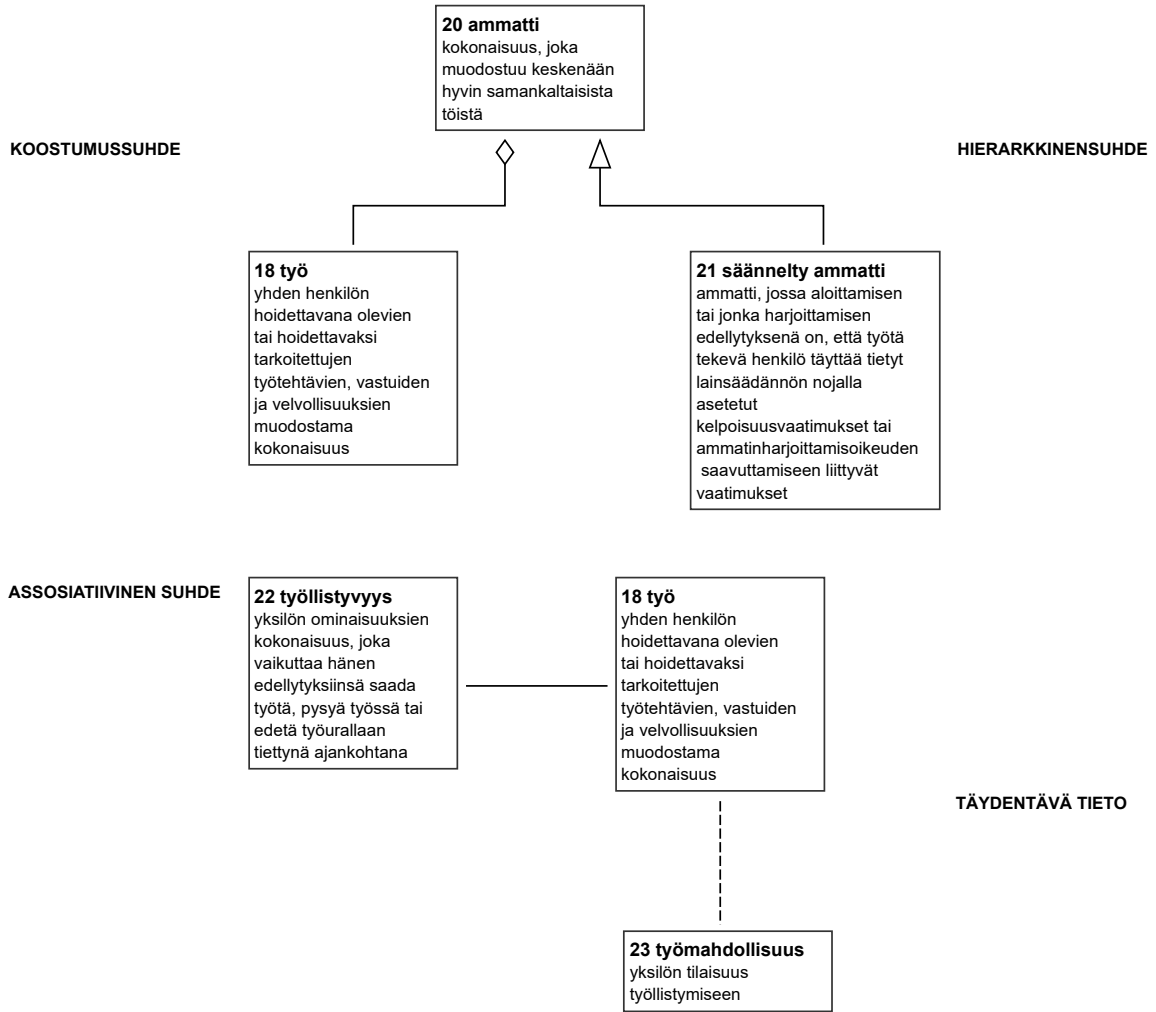 20 ammatti
kokonaisuus, joka
muodostuu keskenään
hyvin samankaltaisista
töistä
KOOSTUMUSSUHDE
HIERARKKINENSUHDE
18 työ
yhden henkilön
hoidettavana olevien
tai hoidettavaksi
tarkoitettujen
työtehtävien, vastuiden
ja velvollisuuksien
muodostama
kokonaisuus
21 säännelty ammatti
ammatti, jossa aloittamisen
tai jonka harjoittamisen
edellytyksenä on, että työtä
tekevä henkilö täyttää tietyt
lainsäädännön nojalla
asetetut
kelpoisuusvaatimukset tai
ammatinharjoittamisoikeuden
saavuttamiseen liittyvät
vaatimukset
ASSOSIATIIVINEN SUHDE
22 työllistyvyys
yksilön ominaisuuksien
kokonaisuus, joka
vaikuttaa hänen
edellytyksiinsä saada
työtä, pysyä työssä tai
edetä työurallaan
tiettynä ajankohtana
18 työ
yhden henkilön
hoidettavana olevien
tai hoidettavaksi
tarkoitettujen
työtehtävien, vastuiden
ja velvollisuuksien
muodostama
kokonaisuus
TÄYDENTÄVÄ TIETO
23 työmahdollisuus
yksilön tilaisuus
työllistymiseen